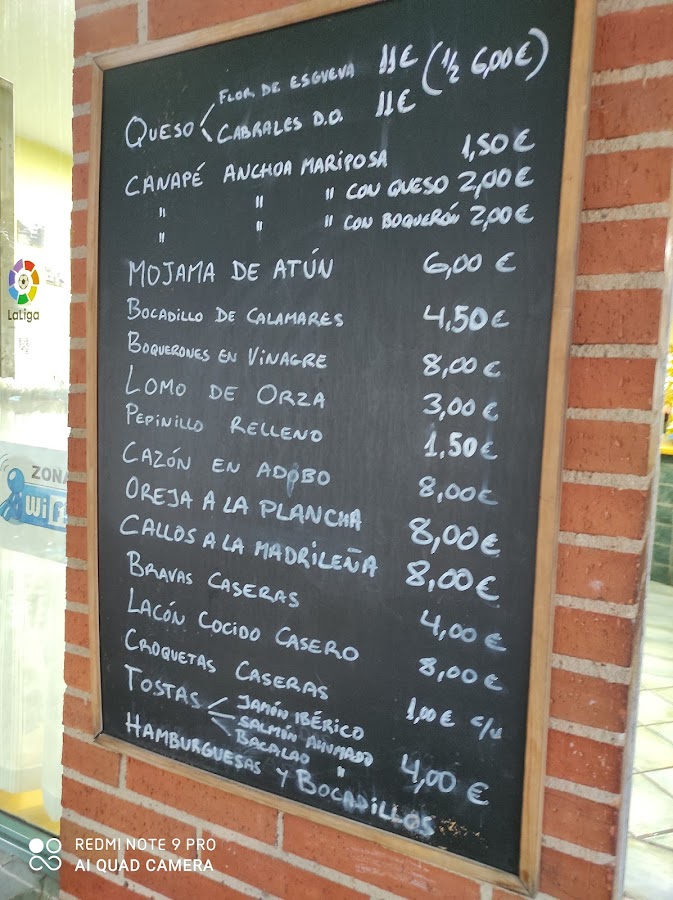 QUESO
FLOR DE ESGUEVA 11€ (½ 6,00€)
CABRALES D.O. 11€
CANAPÉ ANCHOA MARIPOSA 1,50€
" " " CON QUESO 2,00€
" " " CON BOQUERÓN 2,00€
MOJAMA DE ATÚN 6,00€
BOCADILLO DE CALAMARES 4,50€
BOQUERONES EN VINAGRE 8,00€
LOMO DE ORZA 3,00€
PEPINILLO RELLENO 1,50€
CAZÓN EN ADOBO 8,00€
OREJA A LA PLANCHA 8,00€
CALLOS A LA MADRILEÑA 8,00€
BRAVAS CASERAS 4,00€
LACÓN COCIDO CASERO 8,00€
CROQUETAS CASERAS 1,00€ c/u
TOSTAS 4,00€
JAMÓN IBÉRICO
SALMÓN AHUMADO
BACALAO "
HAMBURGUESAS Y BOCADILLOS
LaLiga
ZONA
Wifi
REDMI NOTE 9 PRO
AI QUAD CAMERA